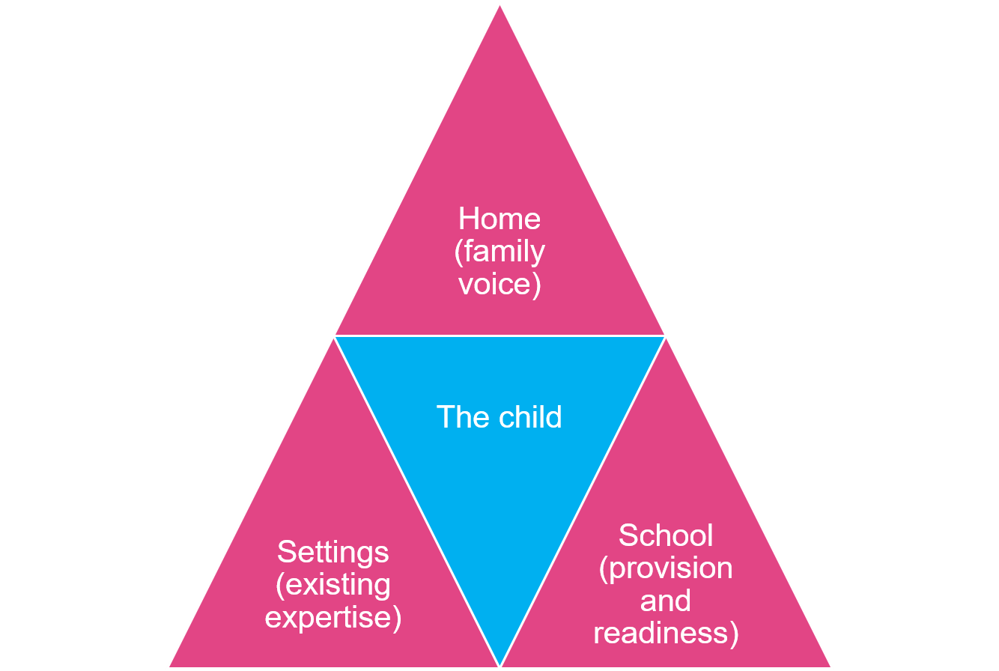 Home
(family
voice)
The child
Settings
(existing
expertise)
School
(provision
and
readiness)